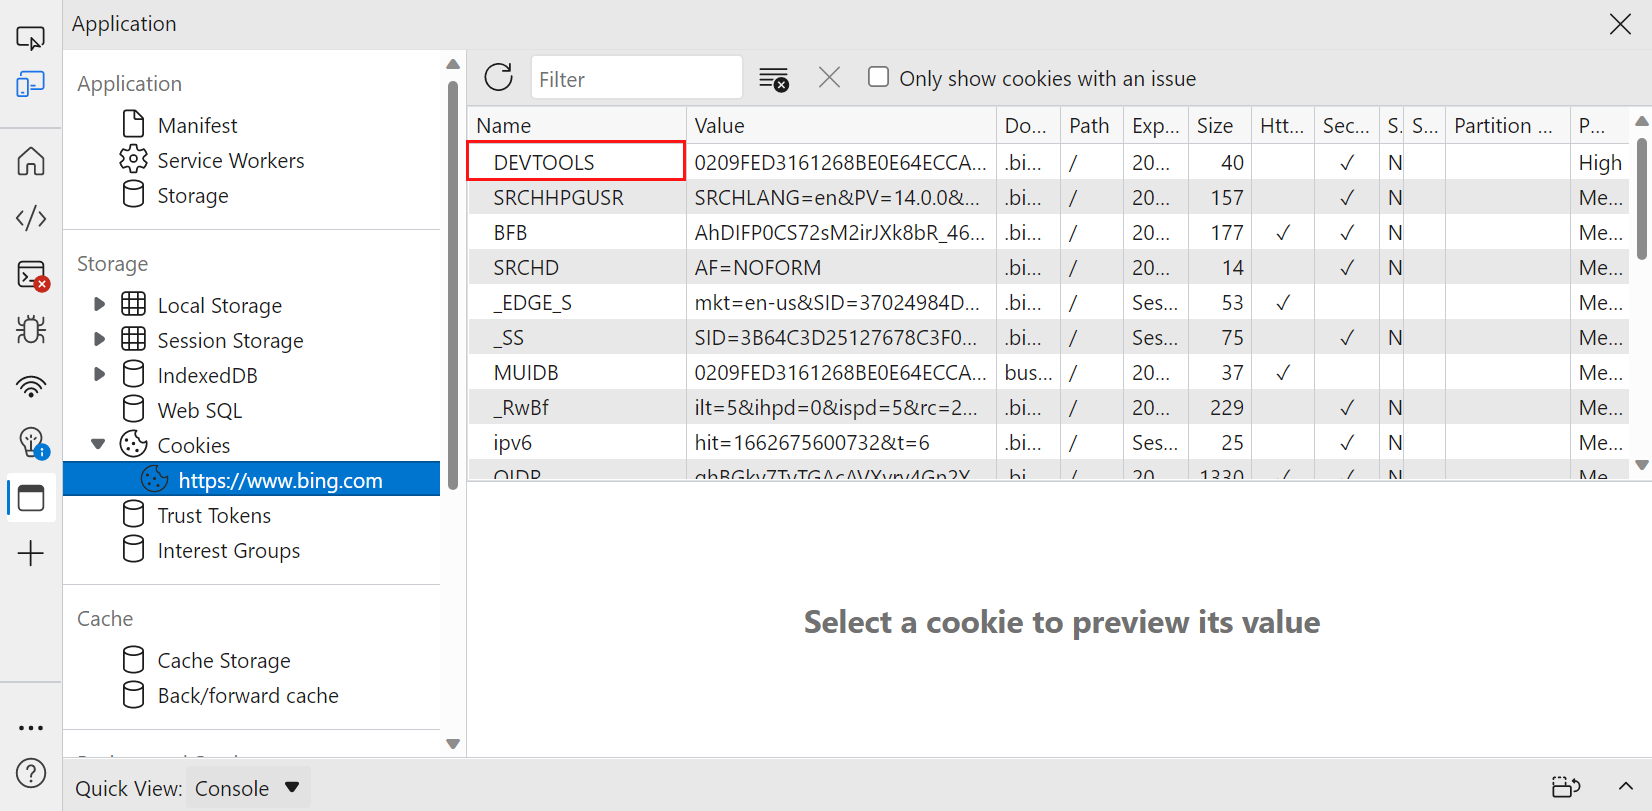 Application
Application
Manifest
Service Workers
Storage
Storage
Local Storage
Session Storage
IndexedDB
Web SQL
Cookies
https://www.bing.com
Trust Tokens
Interest Groups
Cache
Cache Storage
Back/forward cache
Filter
Only show cookies with an issue
Name Value Do... Path Exp... Size Htt... Sec... S. S... Partition ... P...
DEVTOOLS 0209FED3161268BE0E64ECCA... .bi... / 20... 40 ✓ N High
SRCHHPGUSR SRCHLANG=en&PV=14.0.0&... .bi... / 20... 157 ✓ N Me...
BFB AhDIFP0CS72sM2irJXk8bR_46... .bi... / 20... 177 ✓ ✓ N Me...
SRCHD AF=NOFORM .bi... / 20... 14 ✓ N Me...
_EDGE_S mkt=en-us&SID=37024984D... .bi... / Ses... 53 ✓ Me...
_SS SID=3B64C3D25127678C3F0... .bi... / Ses... 75 ✓ N Me...
MUIDB 0209FED3161268BE0E64ECCA... bus... / 20... 37 ✓ Me...
_RwBf ilt=5&ihpd=0&ispd=5&rc=2... .bi... / 20... 229 ✓ N Me...
ipv6 hit=1662675600732&t=6 .bi... / Ses... 25 ✓ N Me...
.bi / 20 1330 ✓ ✓ N Me
Select a cookie to preview its value
Quick View: Console